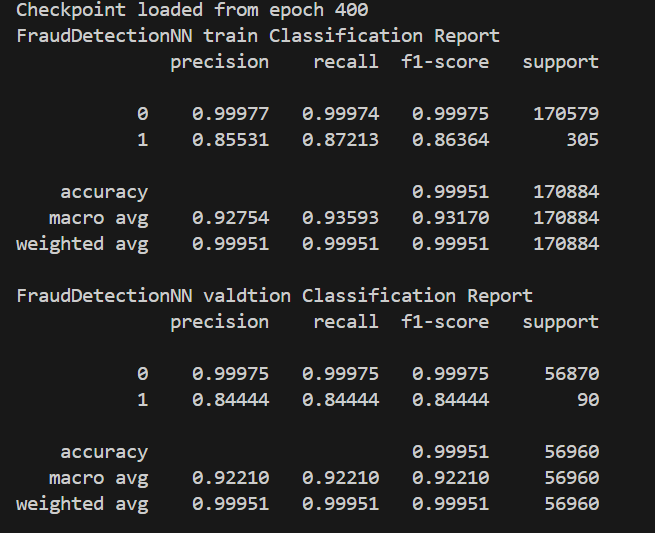 Checkpoint loaded from epoch 400
FraudDetectionNN train Classification Report
precision recall f1-score support
0 0.99977 0.99974 0.99975 170579
1 0.85531 0.87213 0.86364 305
accuracy 0.99951 170884
macro avg 0.92754 0.93593 0.93170 170884
weighted avg 0.99951 0.99951 0.99951 170884
FraudDetectionNN valdtion Classification Report
precision recall f1-score support
0 0.99975 0.99975 0.99975 56870
1 0.84444 0.84444 0.84444 90
accuracy 0.99951 56960
macro avg 0.92210 0.92210 0.92210 56960
weighted avg 0.99951 0.99951 0.99951 56960